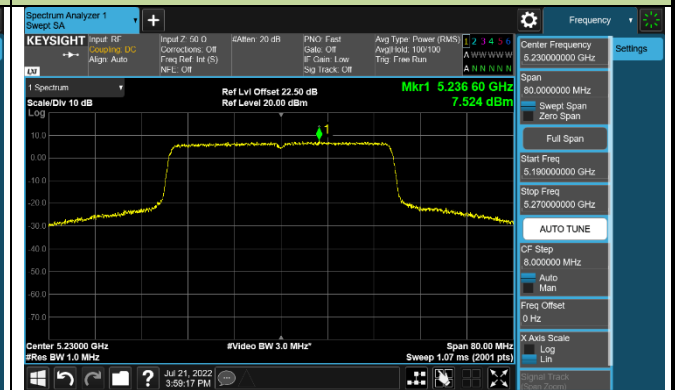 Spectrum Analyzer 1
Swept SA
+
Frequency
KEYSIGHT
Input: RF
Coupling: DC
Align: Auto
Input Z: 50 Ω
Corrections: Off
Freq Ref: Int (S)
NFE: Off
#Atten: 20 dB
PNO: Fast
Gate: Off
IF Gain: Low
Sig Track: Off
Avg Type: Power (RMS)
Avg|Hold: 100/100
Trig: Free Run
1 2 3 4 5 6
A W W W W W
A N N N N N
LXI
Center Frequency
5.230000000 GHz
Settings
Span
80.0000000 MHz
Swept Span
Zero Span
Full Span
Start Freq
5.190000000 GHz
Stop Freq
5.270000000 GHz
AUTO TUNE
CF Step
8.000000 MHz
Auto
Man
Freq Offset
0 Hz
X Axis Scale
Log
Lin
Signal Track
(Span Zoom)
1 Spectrum
Scale/Div 10 dB
Ref Lvl Offset 22.50 dB
Ref Level 20.00 dBm
Mkr1 5.236 60 GHz
7.524 dBm
Log
10.0
0.00
-10.0
-20.0
-30.0
-40.0
-50.0
-60.0
-70.0
1
Center 5.23000 GHz
#Res BW 1.0 MHz
#Video BW 3.0 MHz*
Span 80.00 MHz
Sweep 1.07 ms (2001 pts)
?
Jul 21, 2022
3:59:17 PM